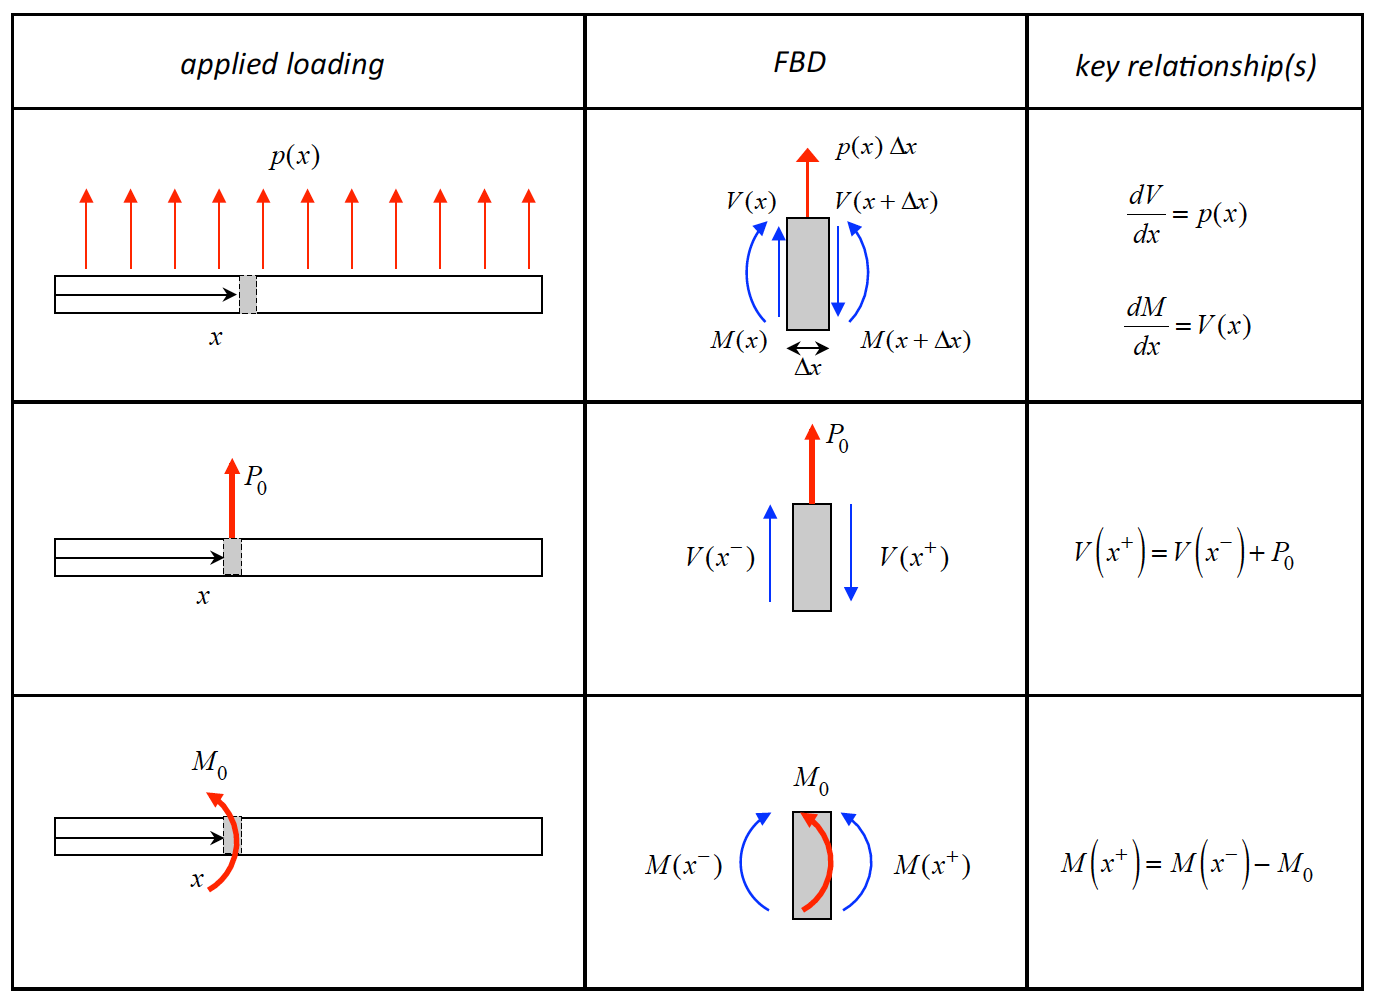 applied loading
FBD
key relationship(s)
p(x)
x
p(x) Δx
V(x)
V(x + Δx)
M(x)
M(x + Δx)
Δx
dV/dx = p(x)
dM/dx = V(x)
P₀
x
P₀
V(x⁻)
V(x⁺)
V(x⁺) = V(x⁻) + P₀
M₀
x
M₀
M(x⁻)
M(x⁺)
M(x⁺) = M(x⁻) − M₀